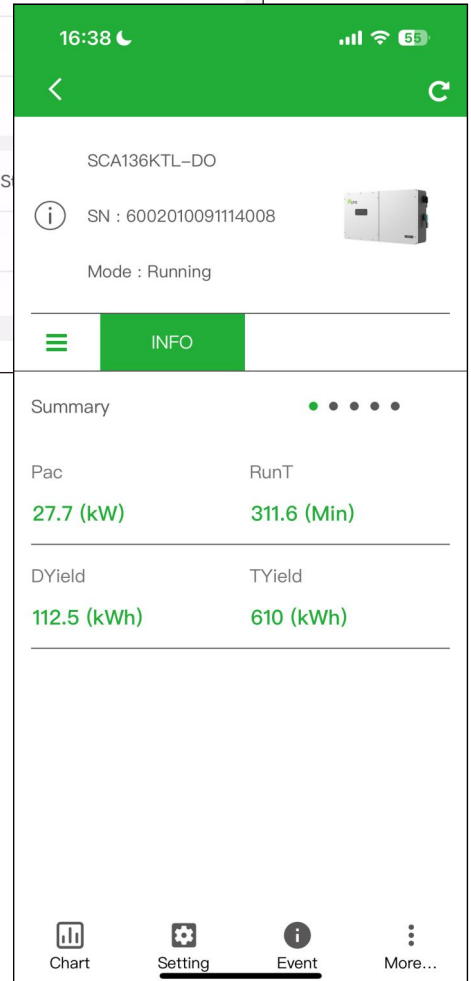 16:38
55
SCA136KTL-DO
SN : 6002010091114008
Mode : Running
INFO
Summary
Pac
RunT
27.7 (kW)
311.6 (Min)
DYield
TYield
112.5 (kWh)
610 (kWh)
Chart
Setting
Event
More...